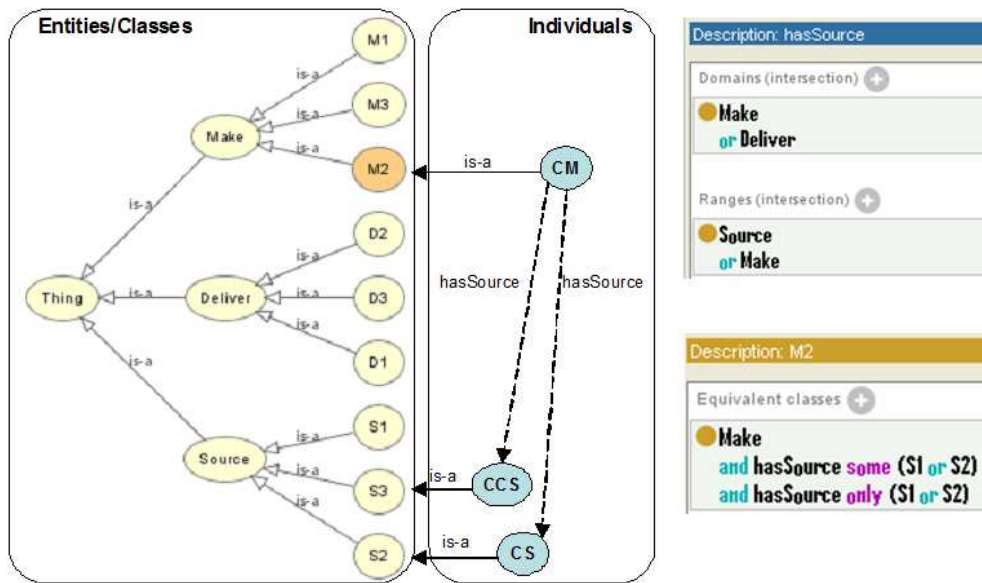 Entities/Classes
Individuals
M1
is-a
M3
is-a
Make
is-a
M2
is-a
CM
is-a
D2
is-a
hasSource
hasSource
Thing
is-a
Deliver
is-a
D3
is-a
D1
is-a
S1
is-a
Source
is-a
S3
is-a
CCS
is-a
S2
is-a
CS
Description: hasSource
Domains (intersection)
Make
or Deliver
Ranges (intersection)
Source
or Make
Description: M2
Equivalent classes
Make
and hasSource some (S1 or S2)
and hasSource only (S1 or S2)